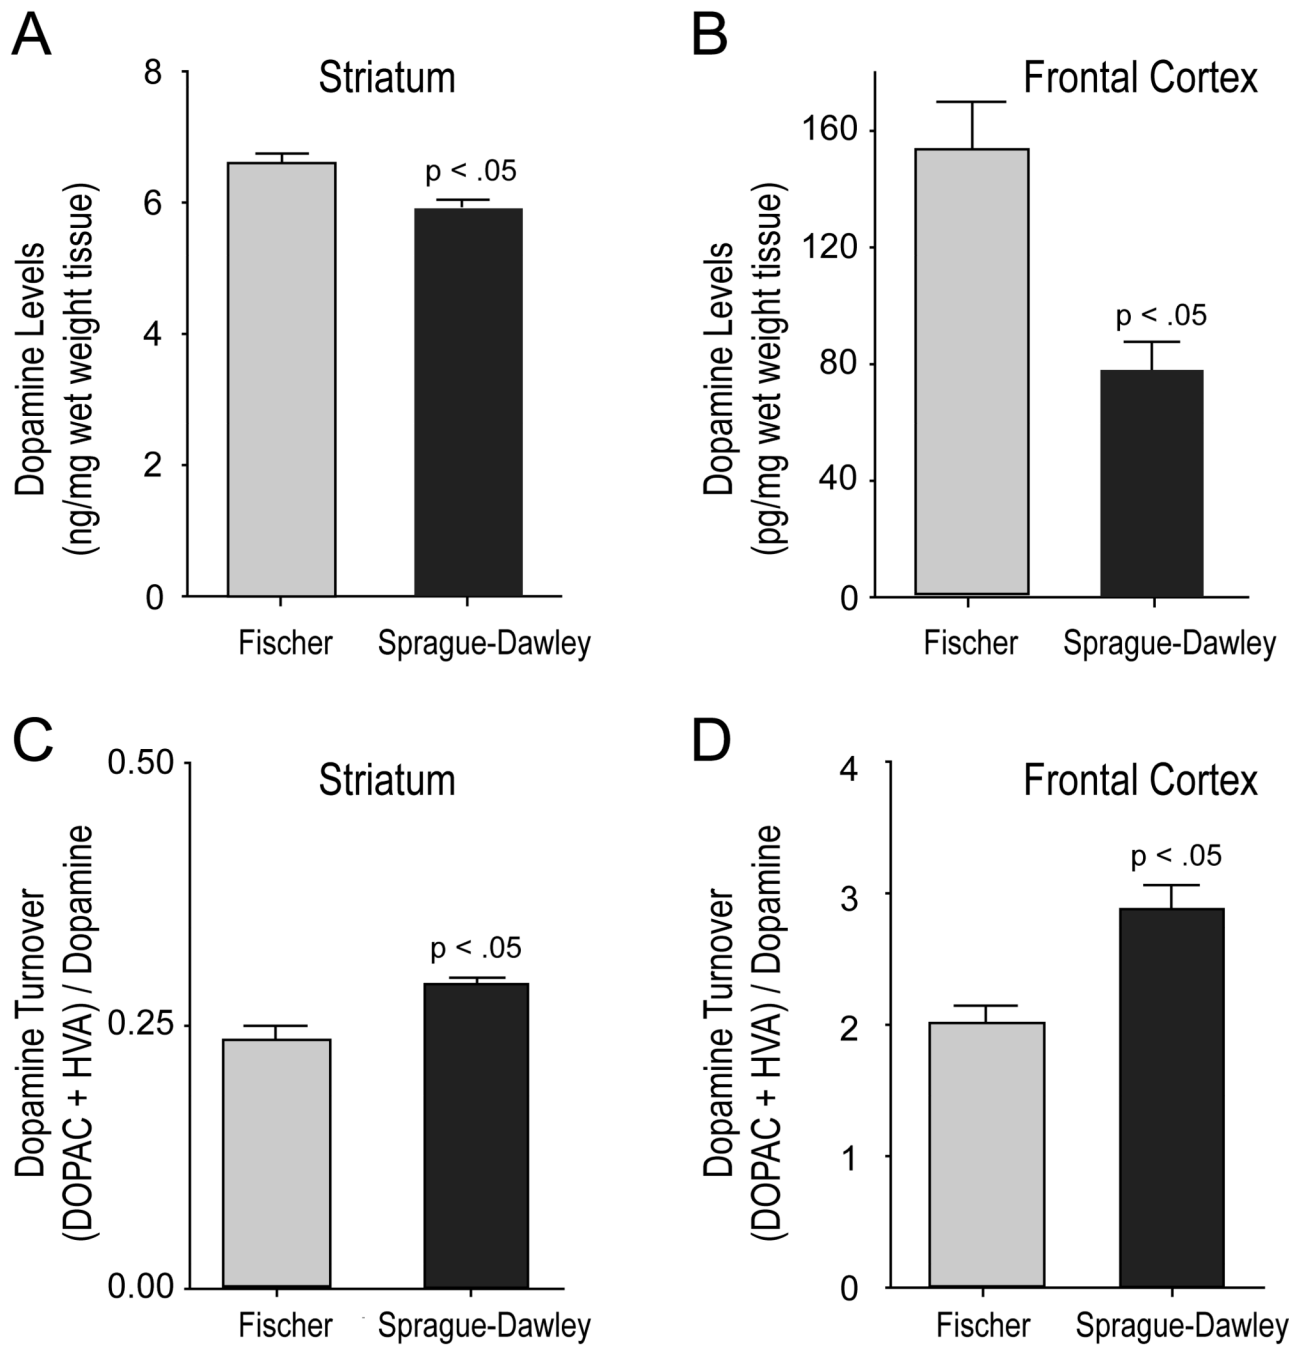 A
Striatum
Dopamine Levels
(ng/mg wet weight tissue)
8
6
4
2
0
p < .05
Fischer
Sprague-Dawley
B
Frontal Cortex
Dopamine Levels
(pg/mg wet weight tissue)
160
120
80
40
0
p < .05
Fischer
Sprague-Dawley
C
Striatum
Dopamine Turnover
(DOPAC + HVA) / Dopamine
0.50
0.25
0.00
p < .05
Fischer
Sprague-Dawley
D
Frontal Cortex
Dopamine Turnover
(DOPAC + HVA) / Dopamine
4
3
2
1
0
p < .05
Fischer
Sprague-Dawley